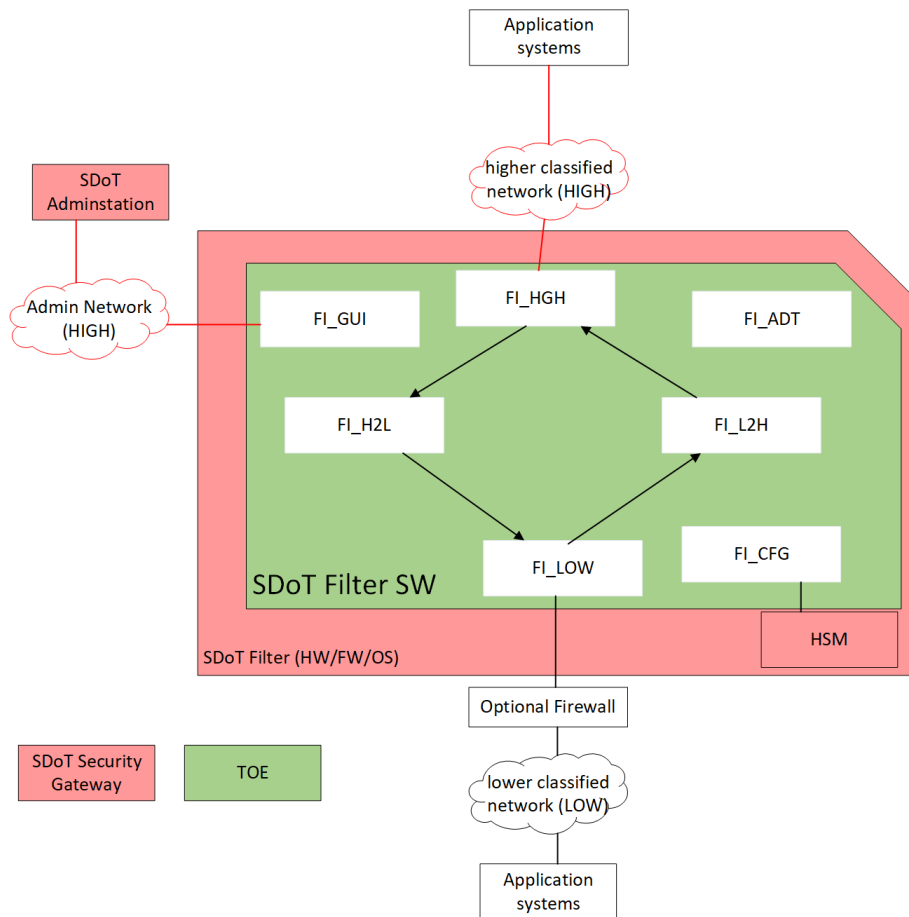 Application
systems
higher classified
network (HIGH)
SDoT
Adminstation
Admin Network
(HIGH)
FI_GUI
FI_HGH
FI_ADT
FI_H2L
FI_L2H
FI_LOW
FI_CFG
SDoT Filter SW
HSM
SDoT Filter (HW/FW/OS)
Optional Firewall
SDoT Security
Gateway
TOE
lower classified
network (LOW)
Application
systems